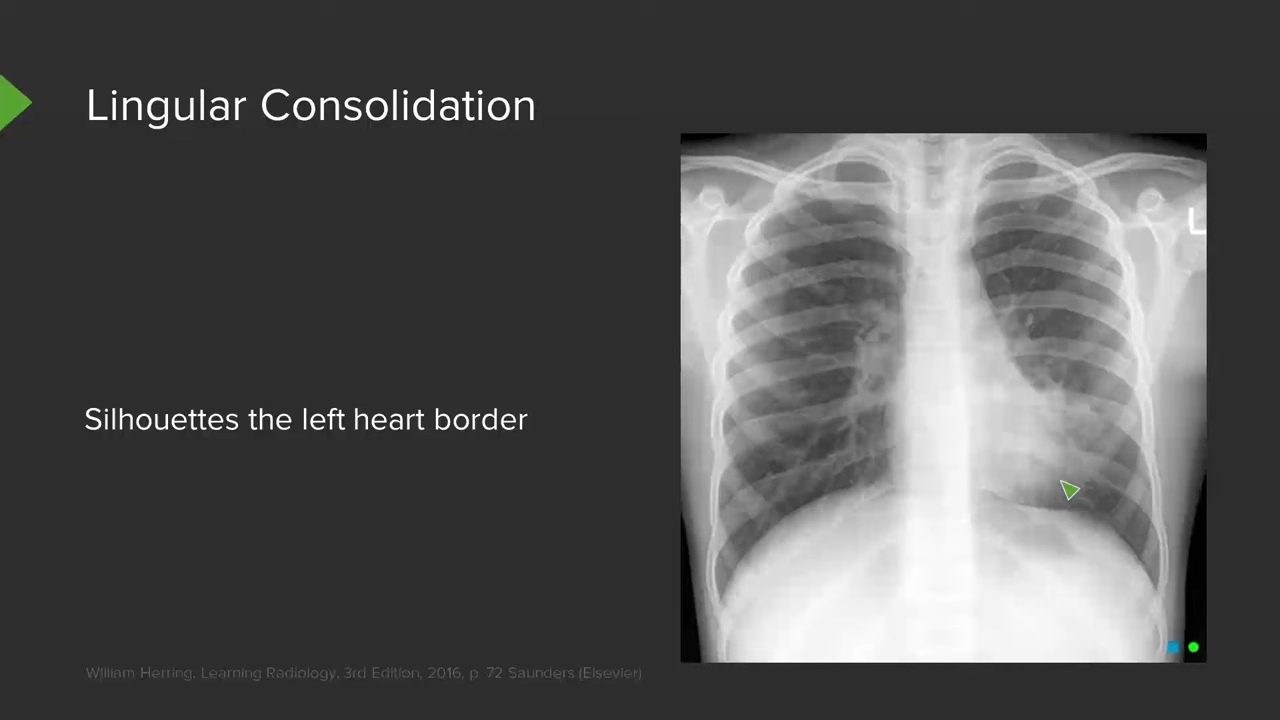 Lingular Consolidation
L
Silhouettes the left heart border
William Herring, Learning Radiology, 3rd Edition, 2016, p. 72 Saunders (Elsevier)